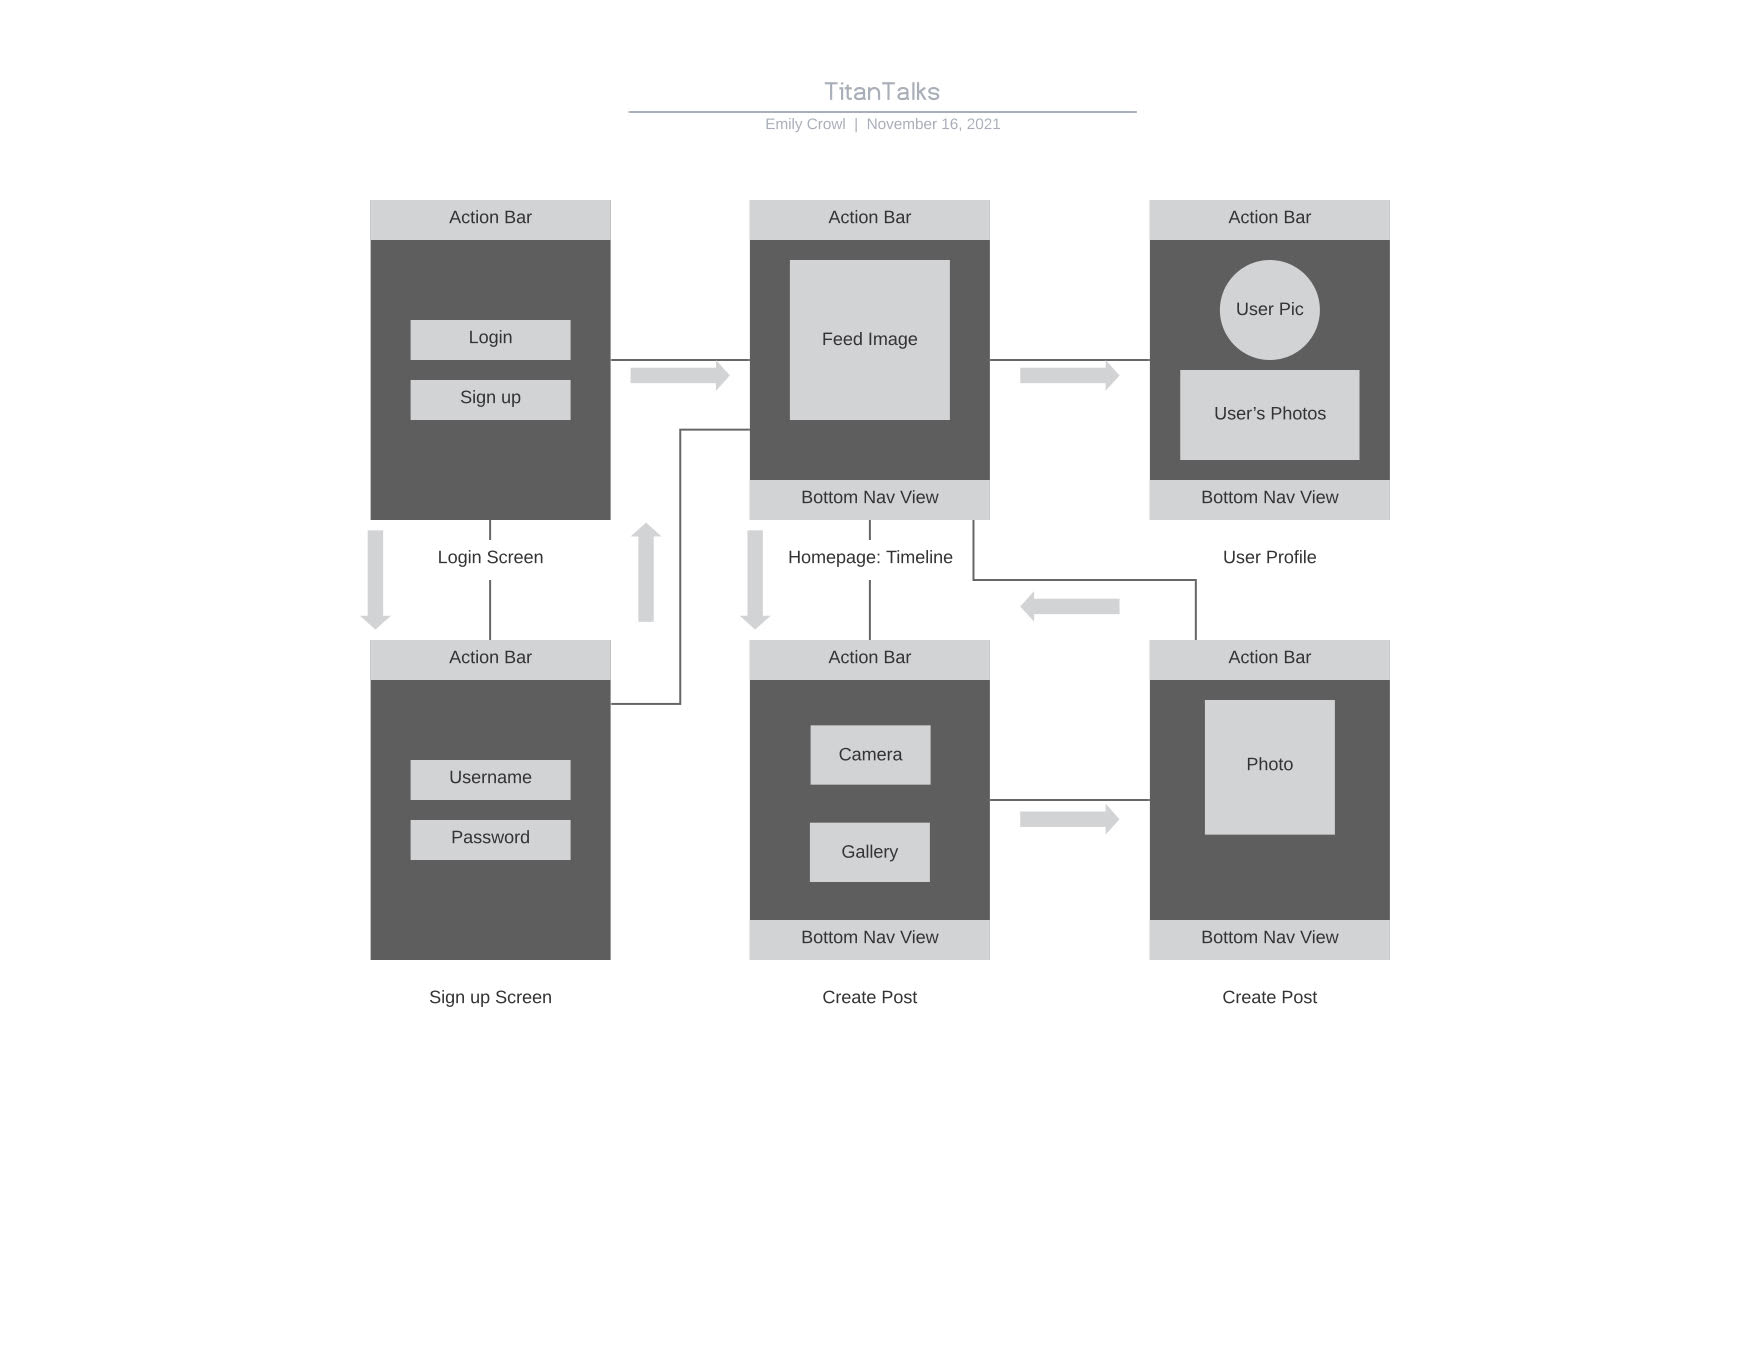 TitanTalks
Emily Crowl | November 16, 2021
Action Bar
Login
Sign up
Login Screen
Action Bar
Feed Image
Bottom Nav View
Homepage: Timeline
Action Bar
User Pic
User’s Photos
Bottom Nav View
User Profile
Action Bar
Username
Password
Sign up Screen
Action Bar
Camera
Gallery
Bottom Nav View
Create Post
Action Bar
Photo
Bottom Nav View
Create Post